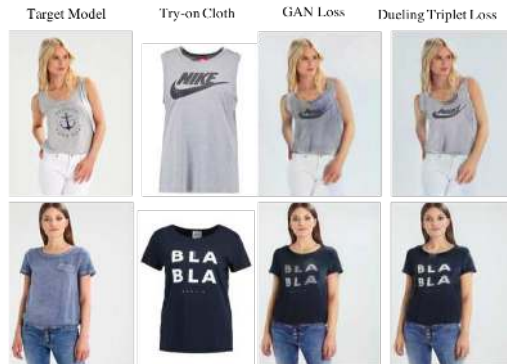 Target Model
Try-on Cloth
GAN Loss
Dueling Triplet Loss
NIKE
BLA
BLA
BLA
BLA
BLA
BLA